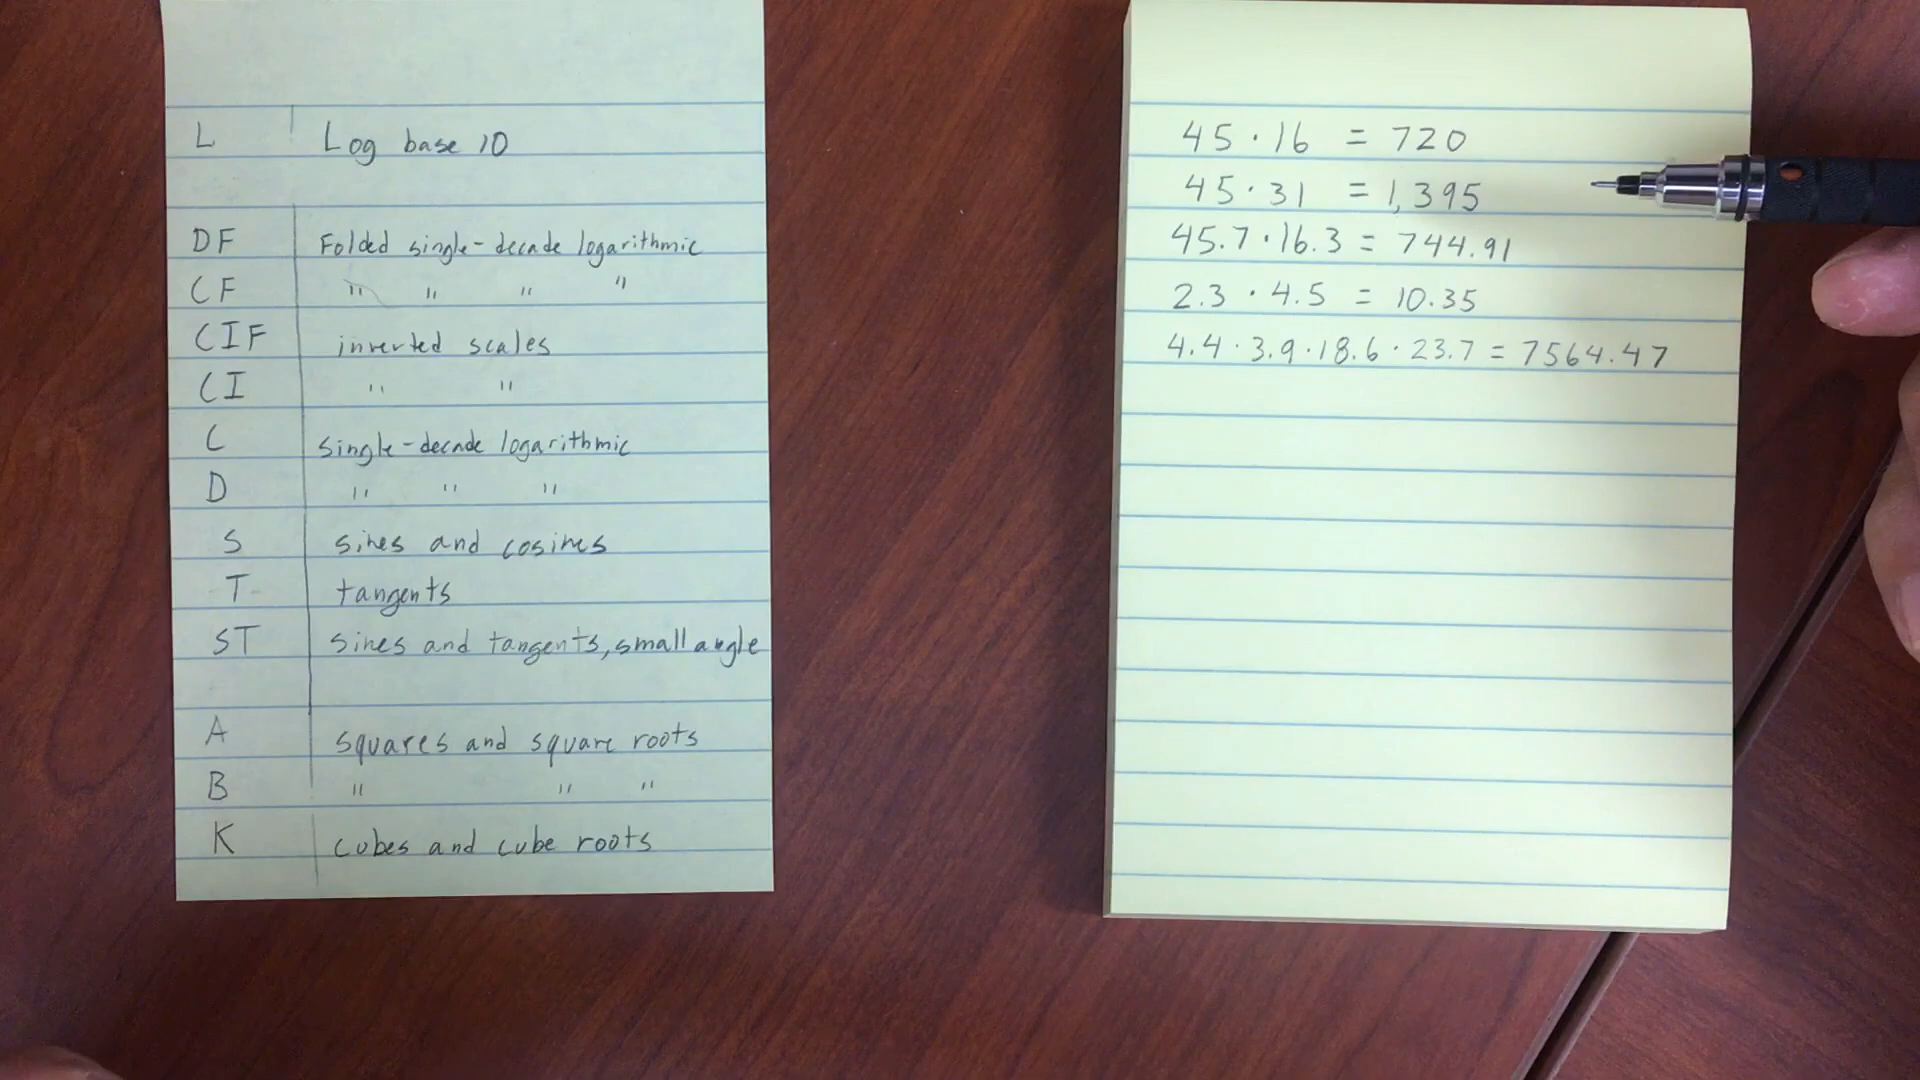 L Log base 10
DF Folded single-decade logarithmic
CF " " " "
CIF inverted scales
CI " "
C single-decade logarithmic
D " " "
S sines and cosines
T tangents
ST sines and tangents, small angle
A squares and square roots
B " " "
K cubes and cube roots
45 · 16 = 720
45 · 31 = 1,395
45.7 · 16.3 = 744.91
2.3 · 4.5 = 10.35
4.4 · 3.9 · 18.6 · 23.7 = 7564.47